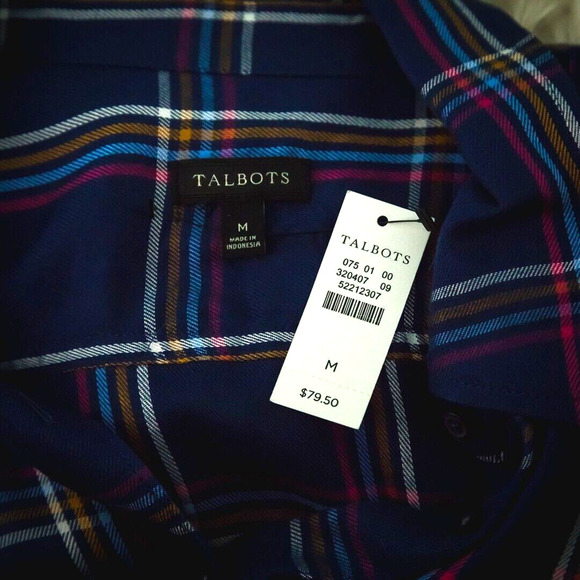 TALBOTS
M
MADE IN
INDONESIA
TALBOTS
075 01 00
320407 09
52212307
M
$79.50